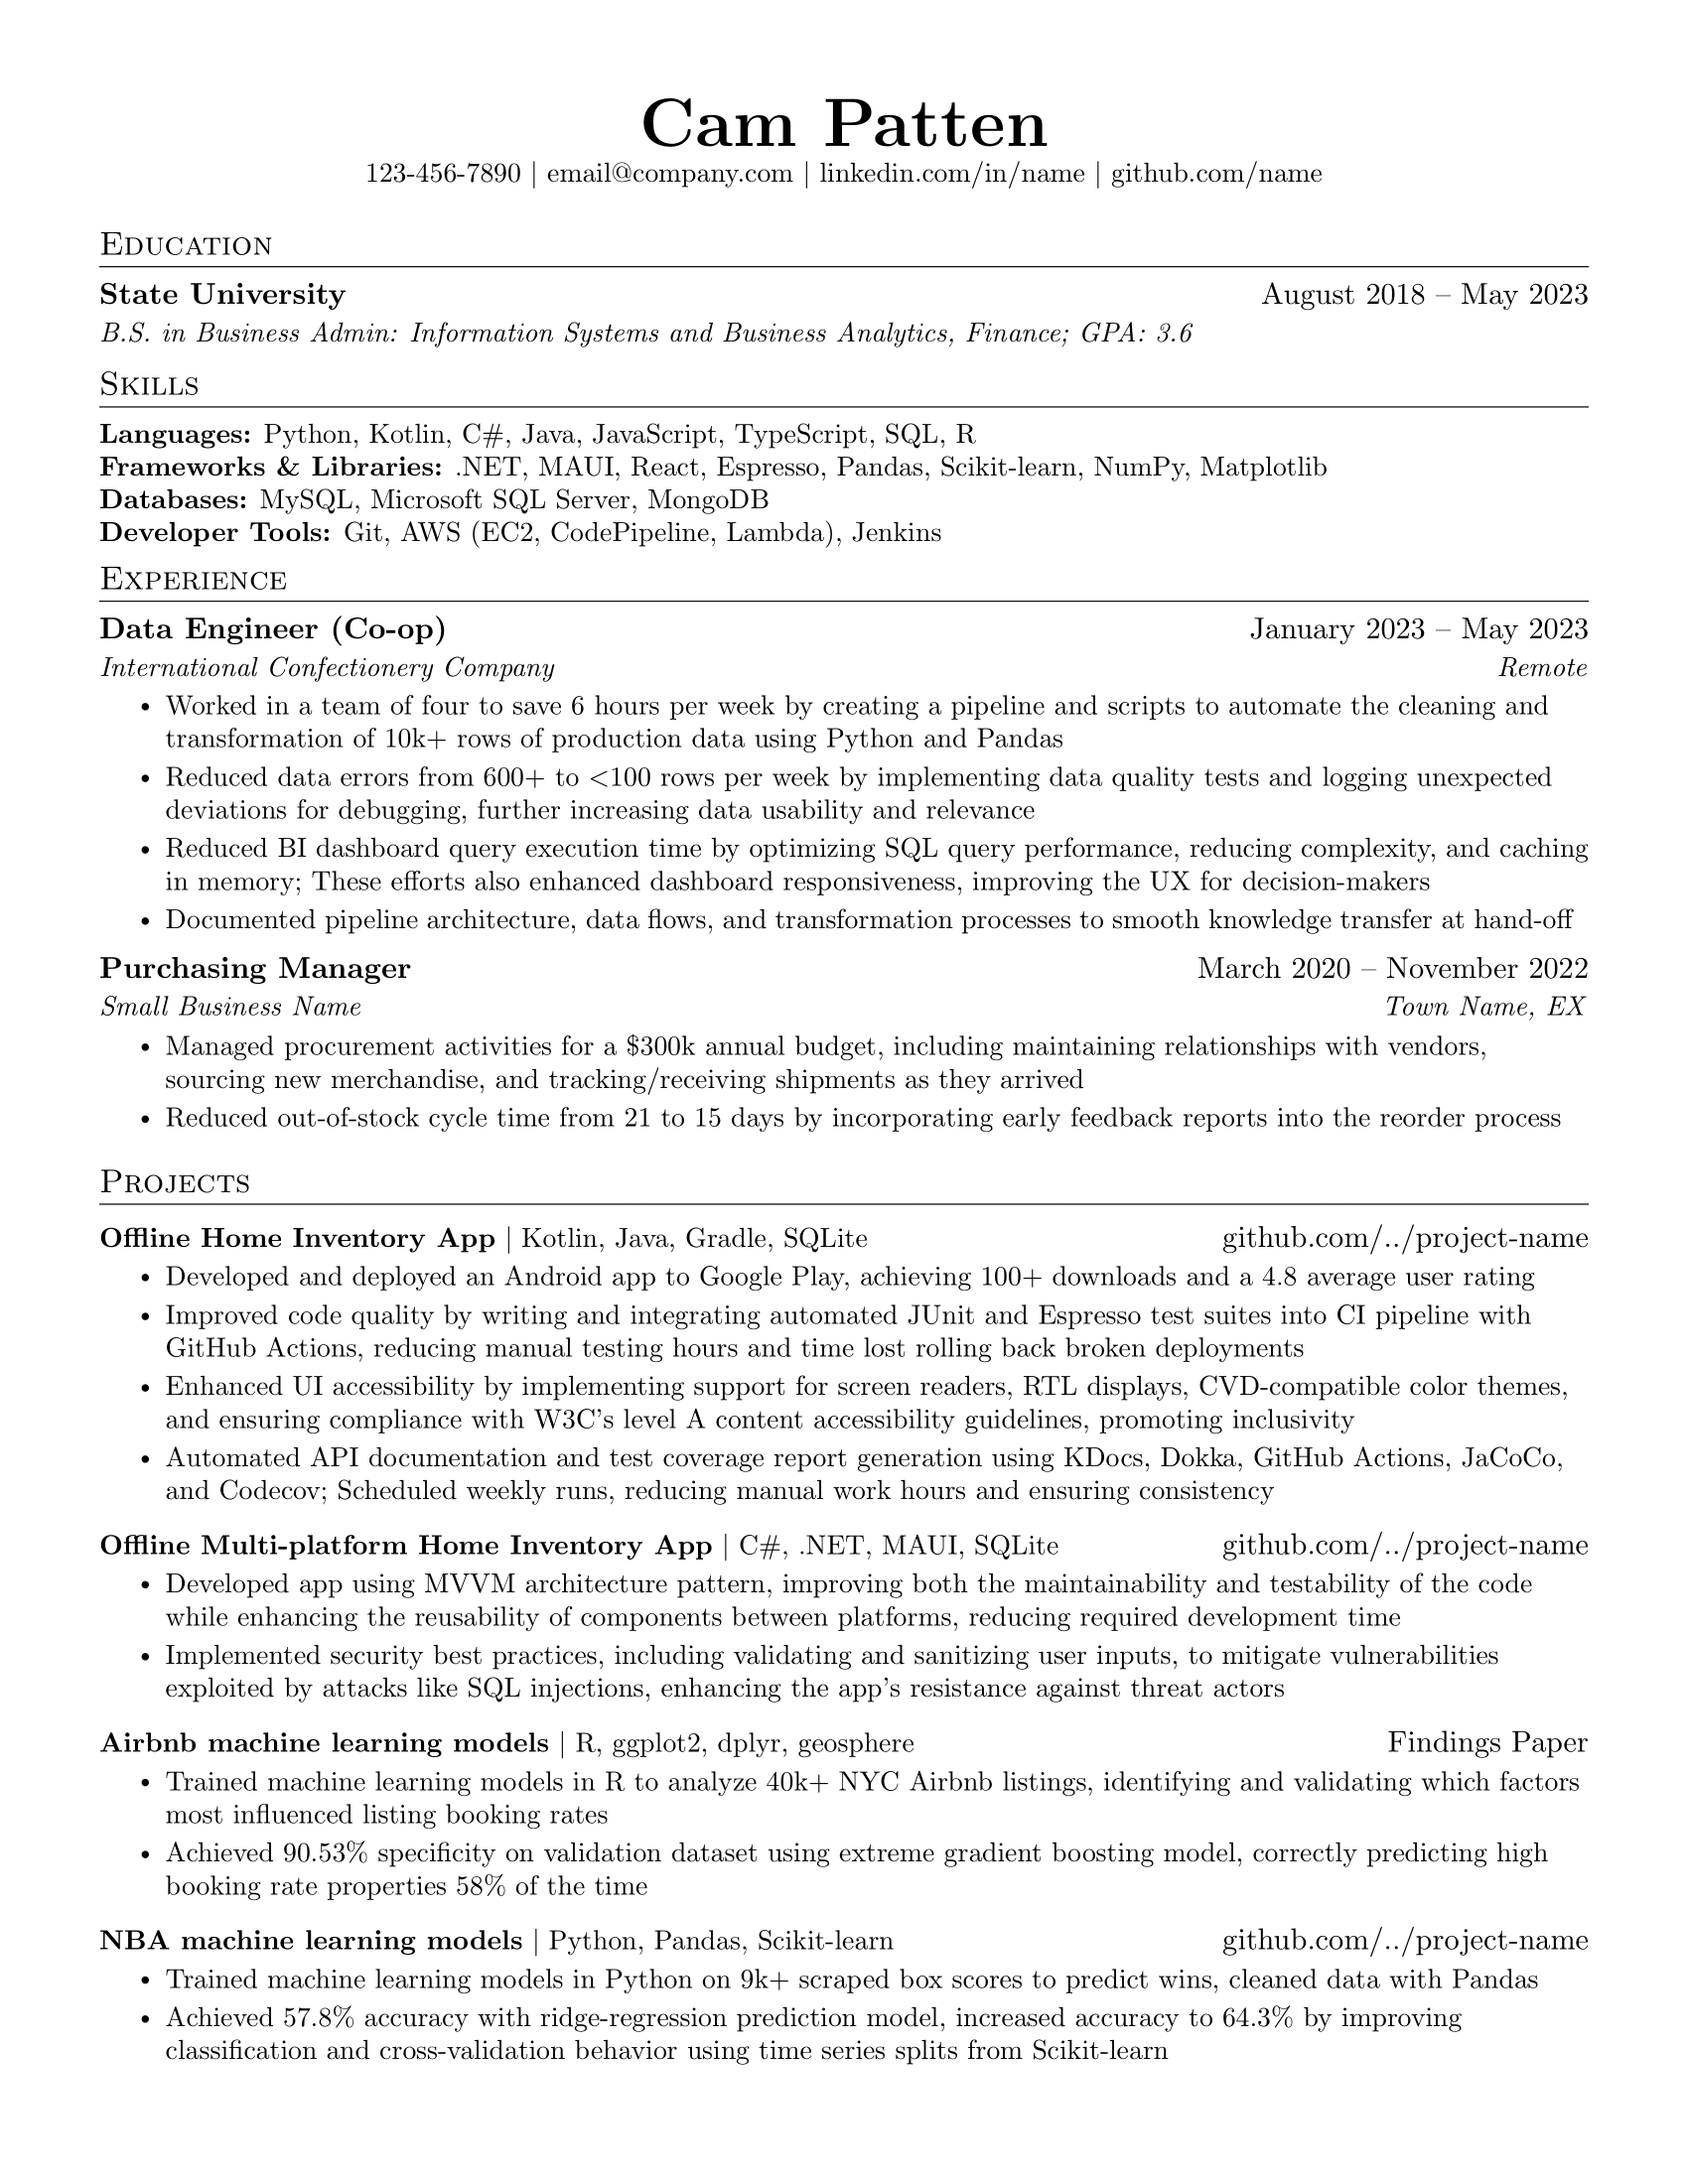 Cam Patten
123-456-7890 | email@company.com | linkedin.com/in/name | github.com/name
Education
State University August 2018 – May 2023
B.S. in Business Admin: Information Systems and Business Analytics, Finance; GPA: 3.6
Skills
Languages: Python, Kotlin, C#, Java, JavaScript, TypeScript, SQL, R
Frameworks & Libraries: .NET, MAUI, React, Espresso, Pandas, Scikit-learn, NumPy, Matplotlib
Databases: MySQL, Microsoft SQL Server, MongoDB
Developer Tools: Git, AWS (EC2, CodePipeline, Lambda), Jenkins
Experience
Data Engineer (Co-op) January 2023 – May 2023
International Confectionery Company Remote
• Worked in a team of four to save 6 hours per week by creating a pipeline and scripts to automate the cleaning and
transformation of 10k+ rows of production data using Python and Pandas
• Reduced data errors from 600+ to <100 rows per week by implementing data quality tests and logging unexpected
deviations for debugging, further increasing data usability and relevance
• Reduced BI dashboard query execution time by optimizing SQL query performance, reducing complexity, and caching
in memory; These efforts also enhanced dashboard responsiveness, improving the UX for decision-makers
• Documented pipeline architecture, data flows, and transformation processes to smooth knowledge transfer at hand-off
Purchasing Manager March 2020 – November 2022
Small Business Name Town Name, EX
• Managed procurement activities for a $300k annual budget, including maintaining relationships with vendors,
sourcing new merchandise, and tracking/receiving shipments as they arrived
• Reduced out-of-stock cycle time from 21 to 15 days by incorporating early feedback reports into the reorder process
Projects
Offline Home Inventory App | Kotlin, Java, Gradle, SQLite github.com/../project-name
• Developed and deployed an Android app to Google Play, achieving 100+ downloads and a 4.8 average user rating
• Improved code quality by writing and integrating automated JUnit and Espresso test suites into CI pipeline with
GitHub Actions, reducing manual testing hours and time lost rolling back broken deployments
• Enhanced UI accessibility by implementing support for screen readers, RTL displays, CVD-compatible color themes,
and ensuring compliance with W3C's level A content accessibility guidelines, promoting inclusivity
• Automated API documentation and test coverage report generation using KDocs, Dokka, GitHub Actions, JaCoCo,
and Codecov; Scheduled weekly runs, reducing manual work hours and ensuring consistency
Offline Multi-platform Home Inventory App | C#, .NET, MAUI, SQLite github.com/../project-name
• Developed app using MVVM architecture pattern, improving both the maintainability and testability of the code
while enhancing the reusability of components between platforms, reducing required development time
• Implemented security best practices, including validating and sanitizing user inputs, to mitigate vulnerabilities
exploited by attacks like SQL injections, enhancing the app's resistance against threat actors
Airbnb machine learning models | R, ggplot2, dplyr, geosphere Findings Paper
• Trained machine learning models in R to analyze 40k+ NYC Airbnb listings, identifying and validating which factors
most influenced listing booking rates
• Achieved 90.53% specificity on validation dataset using extreme gradient boosting model, correctly predicting high
booking rate properties 58% of the time
NBA machine learning models | Python, Pandas, Scikit-learn github.com/../project-name
• Trained machine learning models in Python on 9k+ scraped box scores to predict wins, cleaned data with Pandas
• Achieved 57.8% accuracy with ridge-regression prediction model, increased accuracy to 64.3% by improving
classification and cross-validation behavior using time series splits from Scikit-learn